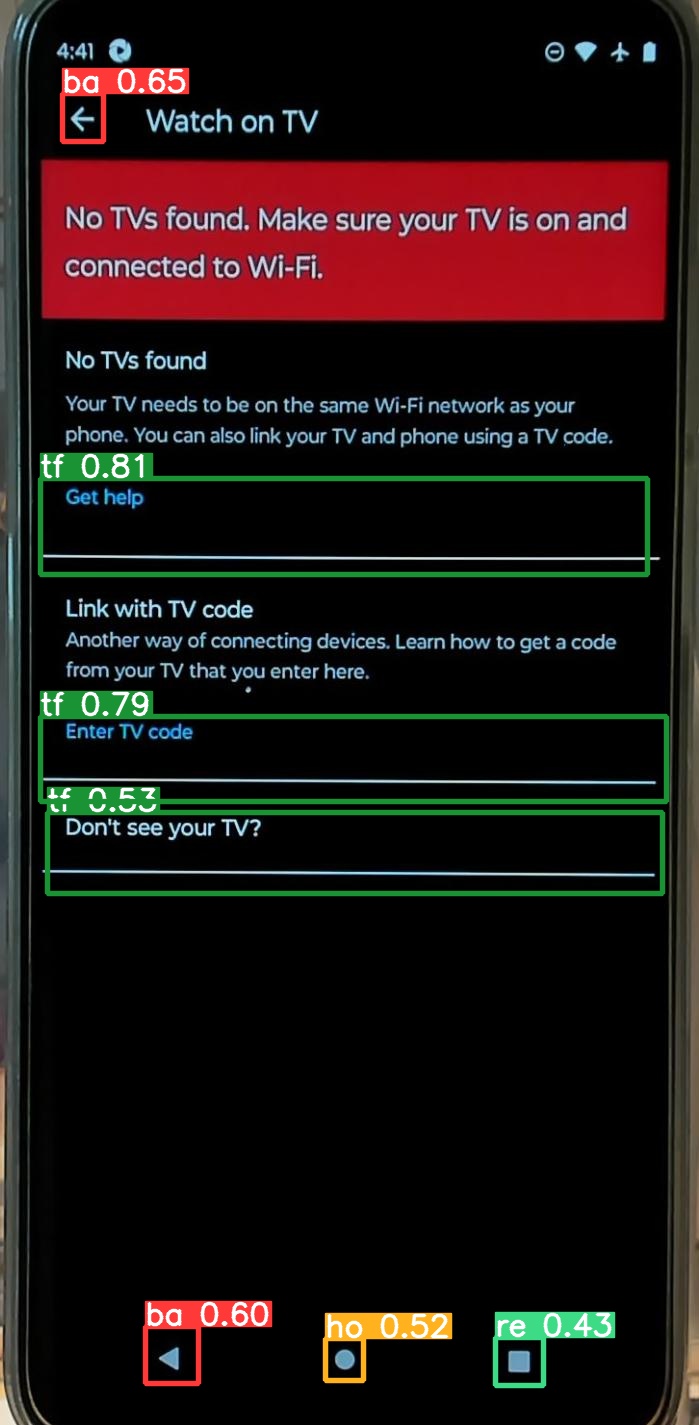 4:41
ba 0.65
Watch on TV
No TVs found. Make sure your TV is on and
connected to Wi-Fi.
No TVs found
Your TV needs to be on the same Wi-Fi network as your
phone. You can also link your TV and phone using a TV code.
tf 0.81
Get help
Link with TV code
Another way of connecting devices. Learn how to get a code
from your TV that you enter here.
tf 0.79
Enter TV code
tf 0.53
Don't see your TV?
ba 0.60
ho 0.52
re 0.43